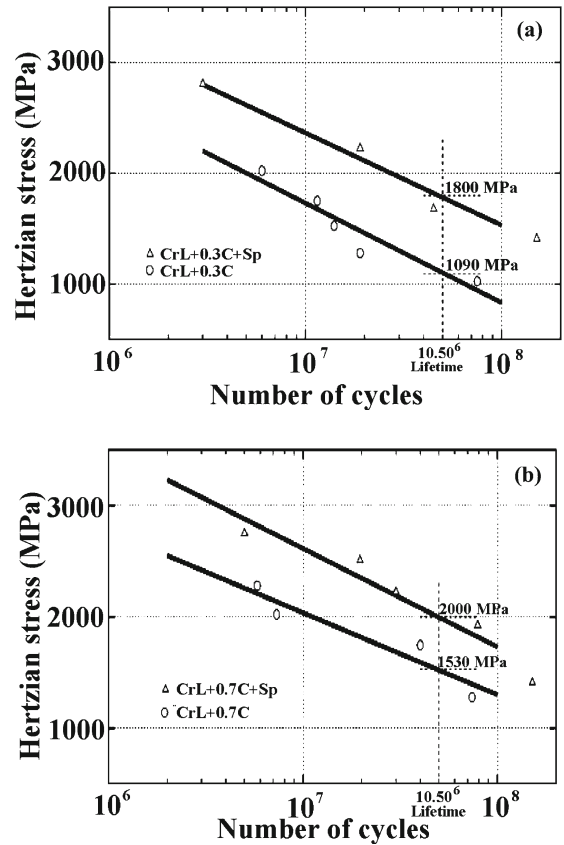 (a)
3000
2000
1000
Hertzian stress (MPa)
1800 MPa
1090 MPa
△ CrL+0.3C+Sp
○ CrL+0.3C
10⁶
10⁷
10.50⁶
Lifetime
10⁸
Number of cycles
(b)
3000
2000
1000
Hertzian stress (MPa)
2000 MPa
1530 MPa
△ CrL+0.7C+Sp
○ CrL+0.7C
10⁶
10⁷
10.50⁶
Lifetime
10⁸
Number of cycles